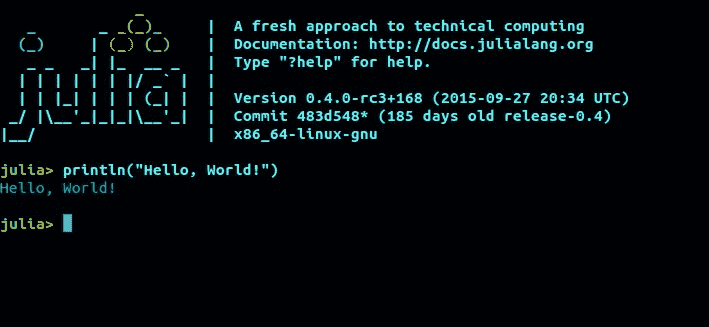 _
   _       _ _(_)_     |  A fresh approach to technical computing
  (_)     | (_) (_)    |  Documentation: http://docs.julialang.org
   _ _   _| |_  __ _   |  Type "?help" for help.
  | | | | | | |/ _` |  |
  | | |_| | | | (_| |  |  Version 0.4.0-rc3+168 (2015-09-27 20:34 UTC)
 _/ |\__'_|_|_|\__'_|  |  Commit 483d548* (185 days old release-0.4)
|__/                   |  x86_64-linux-gnu
julia> println("Hello, World!")
Hello, World!
julia>